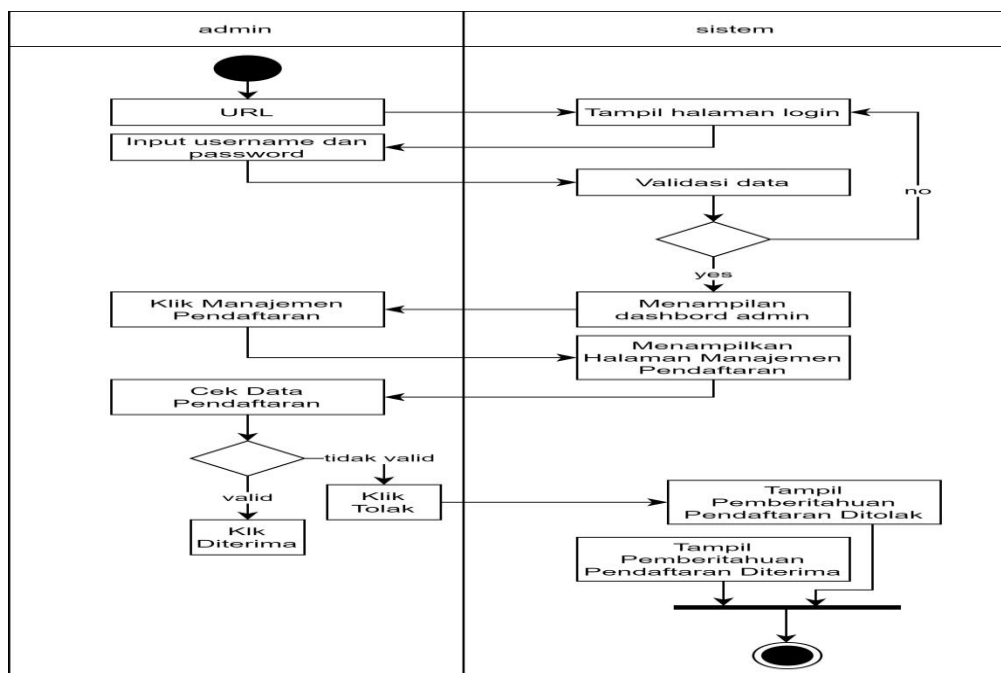 admin
sistem
URL
Tampil halaman login
Input username dan
password
Validasi data
no
yes
Klik Manajemen
Pendaftaran
Menampilan
dashbord admin
Menampilkan
Halaman Manajemen
Pendaftaran
Cek Data
Pendaftaran
tidak valid
valid
Klik
Tolak
Tampil
Pemberitahuan
Pendaftaran Ditolak
Klk
Diterima
Tampil
Pemberitahuan
Pendaftaran Diterima